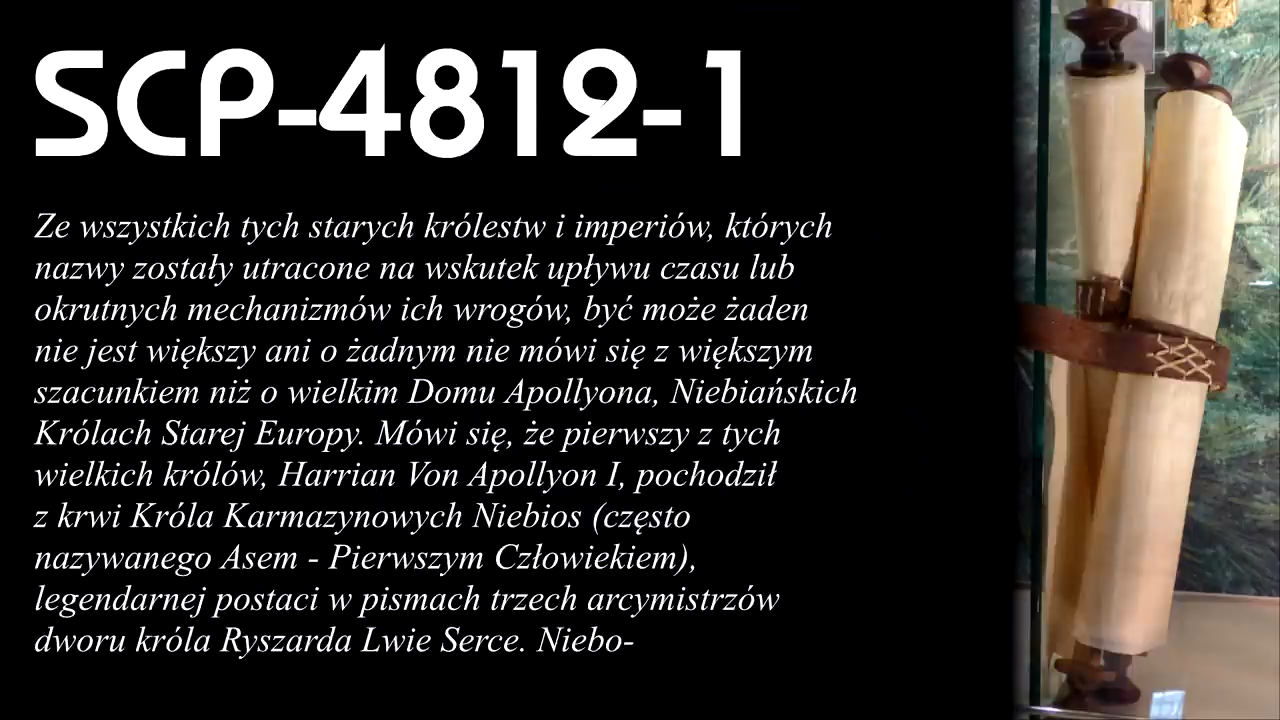 SCP-4812-1
Ze wszystkich tych starych królestw i imperiów, których
nazwy zostały utracone na wskutek upływu czasu lub
okrutnych mechanizmów ich wrogów, być może żaden
nie jest większy ani o żadnym nie mówi się z większym
szacunkiem niż o wielkim Domu Apollyona, Niebiańskich
Królach Starej Europy. Mówi się, że pierwszy z tych
wielkich królów, Harrian Von Apollyon I, pochodził
z krwi Króla Karmazynowych Niebios (często
nazywanego Asem - Pierwszym Człowiekiem),
legendarnej postaci w pismach trzech arcymistrzów
dworu króla Ryszarda Lwie Serce. Niebo-